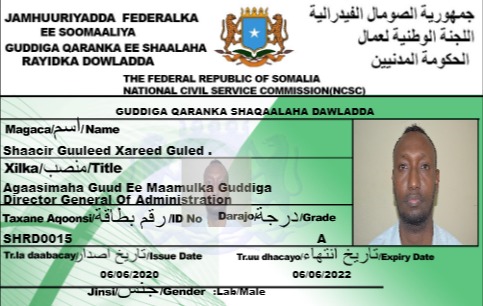 JAMHUURIYADDA FEDERALKA
EE SOOMAALIYA
GUDDIGA QARANKA EE SHAALAHA
RAYIDKA DOWLADDA
جمهورية الصومال الفيدرالية
اللجنة الوطنية لعمال
الحكومة المدنيين
THE FEDERAL REPUBLIC OF SOMALIA
NATIONAL CIVIL SERVICE COMMISSION(NCSC)
GUDDIGA QARANKA SHAQAALAHA DAWLADDA
Magaca/اسم/Name
Shaacir Guuleed Xareed Guled .
Xilka/منصب/Title
Agaasimaha Guud Ee Maamulka Guddiga
Director General Of Administration
Taxane Aqoonsi/رقم بطاقة/ID No Darajo/درجة/Grade
SHRD0015 A
Tr.la daabacay/تاريخ اصدار/Issue Date Tr.uu dhacayo/تاريخ انتهاء/Expiry Date
06/06/2020 06/06/2022
Jinsi/جنس/Gender :Lab/Male